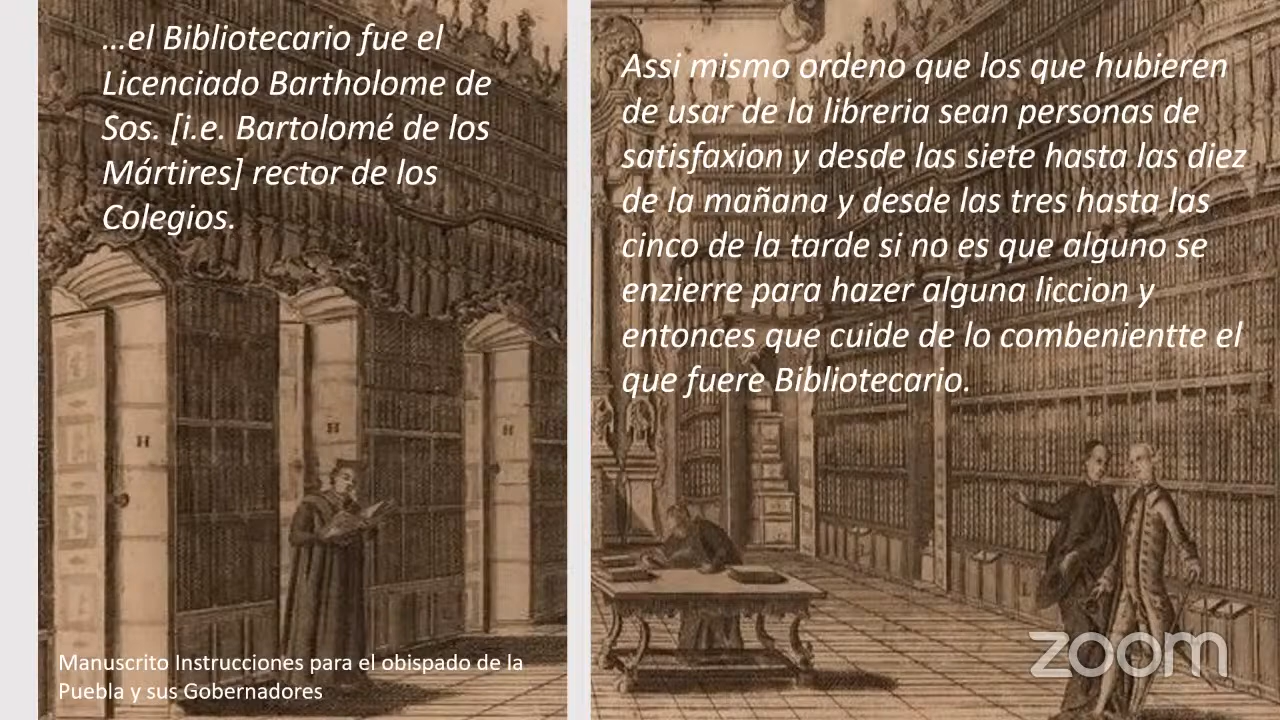 …el Bibliotecario fue el
Licenciado Bartholome de
Sos. [i.e. Bartolomé de los
Mártires] rector de los
Colegios.
Manuscrito Instrucciones para el obispado de la
Puebla y sus Gobernadores
Assi mismo ordeno que los que hubieren
de usar de la libreria sean personas de
satisfaxion y desde las siete hasta las diez
de la mañana y desde las tres hasta las
cinco de la tarde si no es que alguno se
enzierre para hazer alguna liccion y
entonces que cuide de lo combenientte el
que fuere Bibliotecario.
H
H
H
zoom